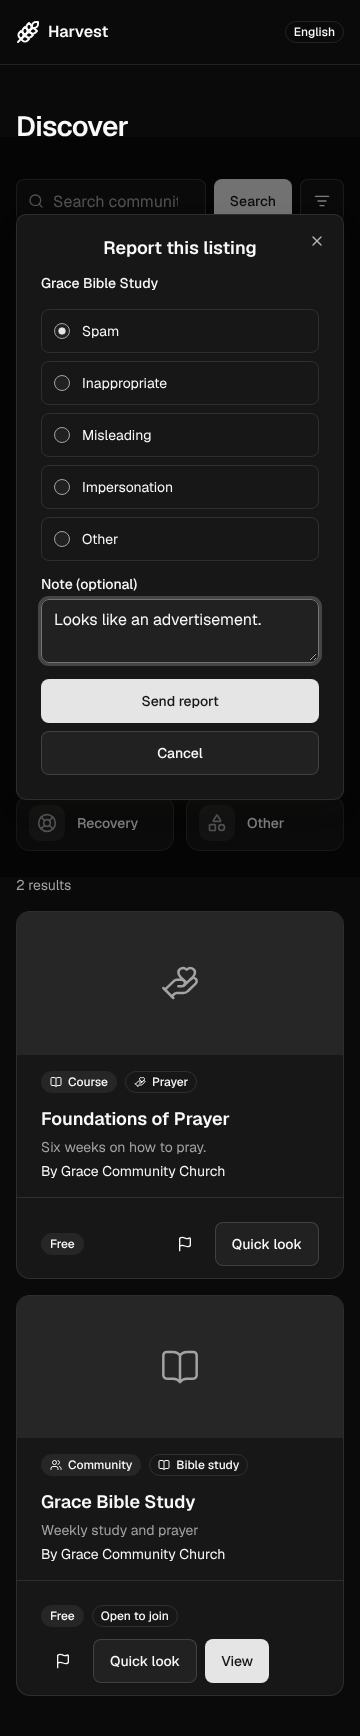 Harvest
English
Discover
Search
Report this listing
Grace Bible Study
Spam
Inappropriate
Misleading
Impersonation
Other
Note (optional)
Looks like an advertisement.
Send report
Cancel
Recovery
Other
2 results
Course
Prayer
Foundations of Prayer
Six weeks on how to pray.
By Grace Community Church
Free
Quick look
Community
Bible study
Grace Bible Study
Weekly study and prayer
By Grace Community Church
Free
Open to join
Quick look
View